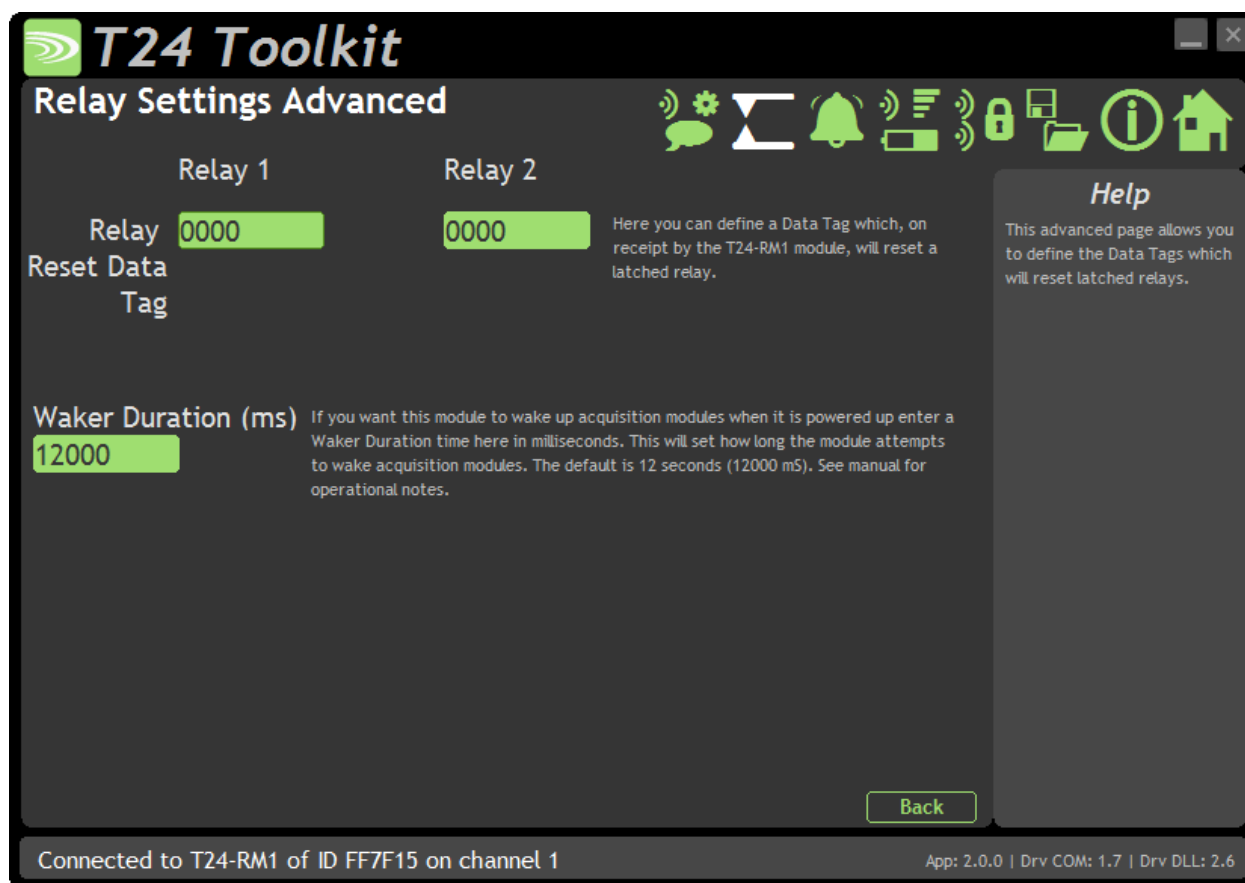 T24 Toolkit
Relay Settings Advanced
Relay 1
Relay 2
Relay
Reset Data
Tag
0000
0000
Here you can define a Data Tag which, on
receipt by the T24-RM1 module, will reset a
latched relay.
Waker Duration (ms)
12000
If you want this module to wake up acquisition modules when it is powered up enter a
Waker Duration time here in milliseconds. This will set how long the module attempts
to wake acquisition modules. The default is 12 seconds (12000 mS). See manual for
operational notes.
Help
This advanced page allows you
to define the Data Tags which
will reset latched relays.
Back
Connected to T24-RM1 of ID FF7F15 on channel 1
App: 2.0.0 | Drv COM: 1.7 | Drv DLL: 2.6